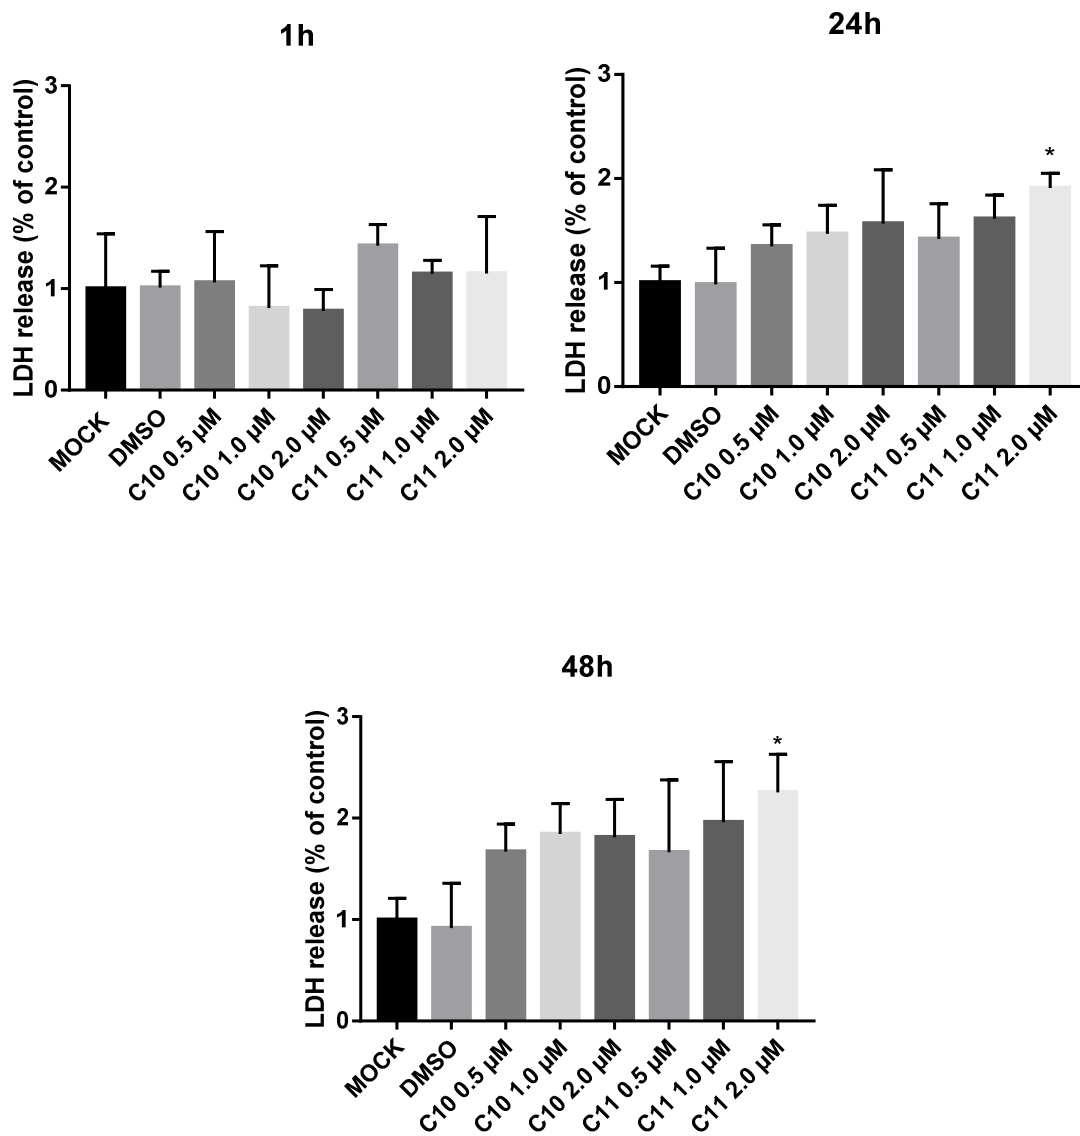 1h
LDH release (% of control)
3
2
1
0
MOCK
DMSO
C10 0.5 µM
C10 1.0 µM
C10 2.0 µM
C11 0.5 µM
C11 1.0 µM
C11 2.0 µM
24h
LDH release (% of control)
3
2
1
0
*
MOCK
DMSO
C10 0.5 µM
C10 1.0 µM
C10 2.0 µM
C11 0.5 µM
C11 1.0 µM
C11 2.0 µM
48h
LDH release (% of control)
3
2
1
0
*
MOCK
DMSO
C10 0.5 µM
C10 1.0 µM
C10 2.0 µM
C11 0.5 µM
C11 1.0 µM
C11 2.0 µM